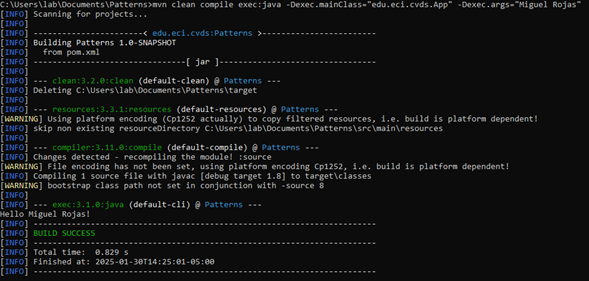 C:\Users\lab\Documents\Patterns>mvn clean compile exec:java -Dexec.mainClass="edu.eci.cvds.App" -Dexec.args="Miguel Rojas"
[INFO] Scanning for projects...
[INFO]
[INFO] ----------------------< edu.eci.cvds:Patterns >-----------------------
[INFO] Building Patterns 1.0-SNAPSHOT
[INFO]   from pom.xml
[INFO] --------------------------------[ jar ]---------------------------------
[INFO]
[INFO] --- clean:3.2.0:clean (default-clean) @ Patterns ---
[INFO] Deleting C:\Users\lab\Documents\Patterns\target
[INFO]
[INFO] --- resources:3.3.1:resources (default-resources) @ Patterns ---
[WARNING] Using platform encoding (Cp1252 actually) to copy filtered resources, i.e. build is platform dependent!
[INFO] skip non existing resourceDirectory C:\Users\lab\Documents\Patterns\src\main\resources
[INFO]
[INFO] --- compiler:3.11.0:compile (default-compile) @ Patterns ---
[INFO] Changes detected - recompiling the module! :source
[WARNING] File encoding has not been set, using platform encoding Cp1252, i.e. build is platform dependent!
[INFO] Compiling 1 source file with javac [debug target 1.8] to target\classes
[WARNING] bootstrap class path not set in conjunction with -source 8
[INFO]
[INFO] --- exec:3.1.0:java (default-cli) @ Patterns ---
Hello Miguel Rojas!
[INFO] ------------------------------------------------------------------------
[INFO] BUILD SUCCESS
[INFO] ------------------------------------------------------------------------
[INFO] Total time:  0.829 s
[INFO] Finished at: 2025-01-30T14:25:01-05:00
[INFO] ------------------------------------------------------------------------